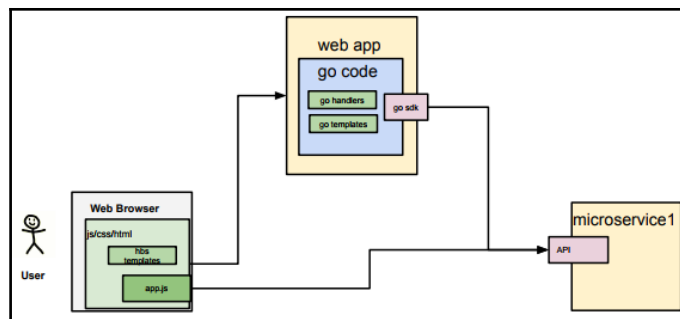 web app
go code
go handlers
go sdk
go templates
Web Browser
js/css/html
hbs
templates
app.js
User
microservice1
API